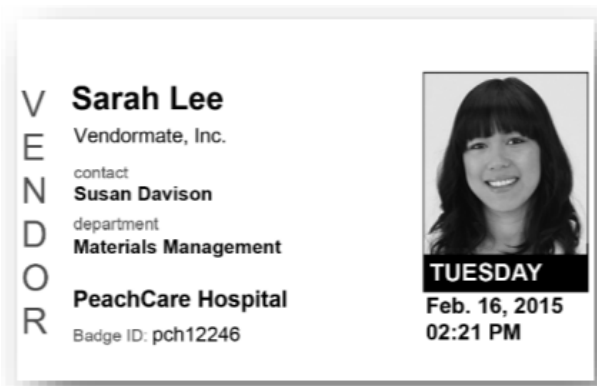 VENDOR
Sarah Lee
Vendormate, Inc.
contact
Susan Davison
department
Materials Management
PeachCare Hospital
Badge ID: pch12246
TUESDAY
Feb. 16, 2015
02:21 PM